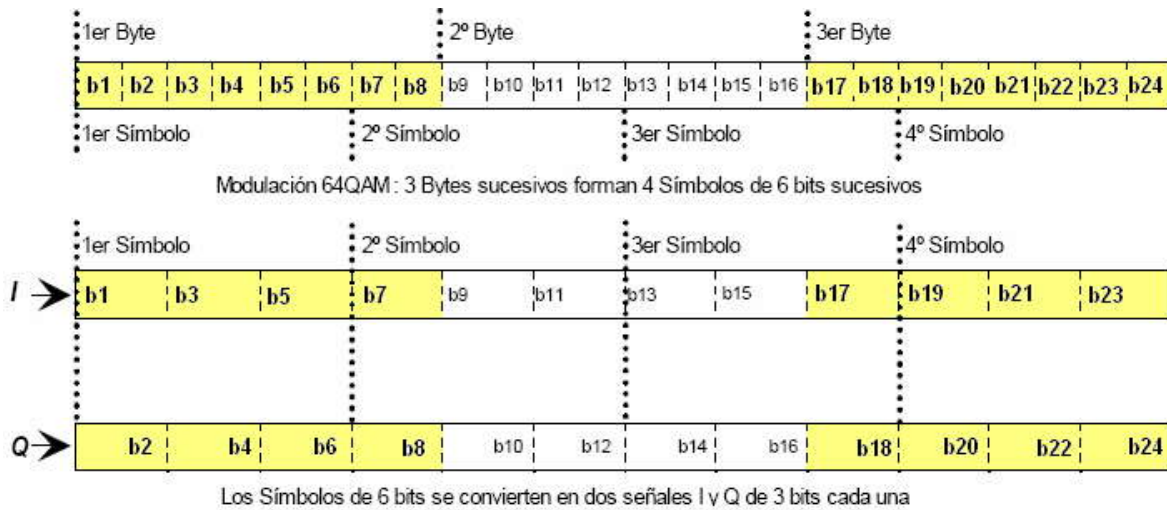 1er Byte 2º Byte 3er Byte
b1 b2 b3 b4 b5 b6 b7 b8 b9 b10 b11 b12 b13 b14 b15 b16 b17 b18 b19 b20 b21 b22 b23 b24
1er Símbolo 2º Símbolo 3er Símbolo 4º Símbolo
Modulación 64QAM : 3 Bytes sucesivos forman 4 Símbolos de 6 bits sucesivos
1er Símbolo 2º Símbolo 3er Símbolo 4º Símbolo
I b1 b3 b5 b7 b9 b11 b13 b15 b17 b19 b21 b23
Q b2 b4 b6 b8 b10 b12 b14 b16 b18 b20 b22 b24
Los Símbolos de 6 bits se convierten en dos señales I y Q de 3 bits cada una